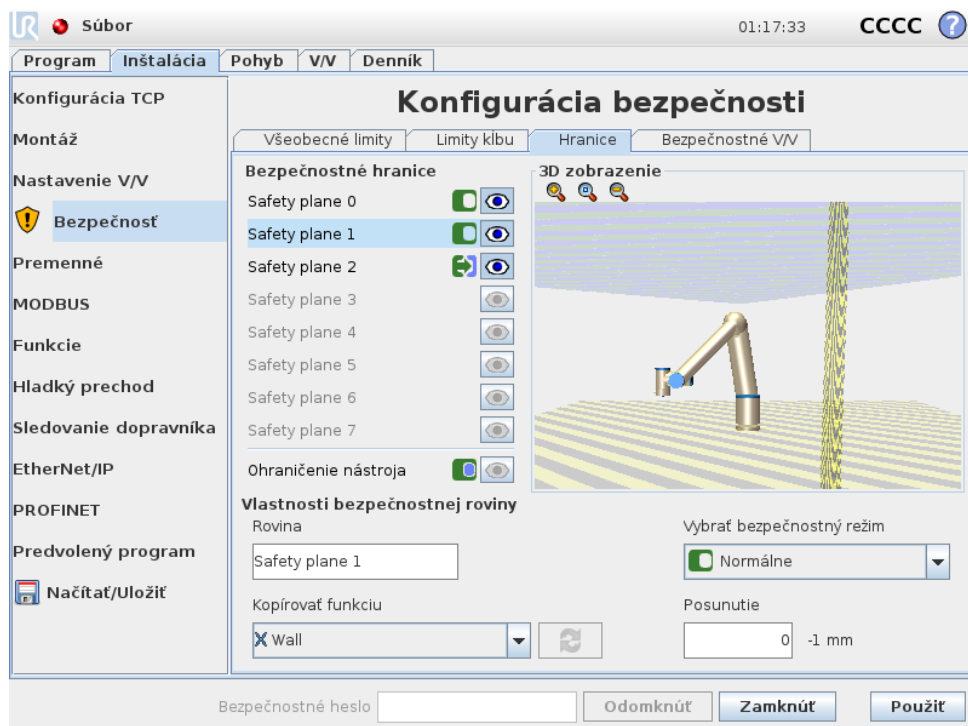 UR Súbor 01:17:33 CCCC ?
Program Inštalácia Pohyb V/V Denník
Konfigurácia TCP
Montáž
Nastavenie V/V
Bezpečnosť
Premenné
MODBUS
Funkcie
Hladký prechod
Sledovanie dopravníka
EtherNet/IP
PROFINET
Predvolený program
Načítať/Uložiť
Konfigurácia bezpečnosti
Všeobecné limity Limity kĺbu Hranice Bezpečnostné V/V
Bezpečnostné hranice
Safety plane 0
Safety plane 1
Safety plane 2
Safety plane 3
Safety plane 4
Safety plane 5
Safety plane 6
Safety plane 7
Ohraničenie nástroja
3D zobrazenie
Vlastnosti bezpečnostnej roviny
Rovina
Safety plane 1
Vybrať bezpečnostný režim
Normálne
Kopírovať funkciu
Wall
Posunutie
0 -1 mm
Bezpečnostné heslo Odomknúť Zamknúť Použiť